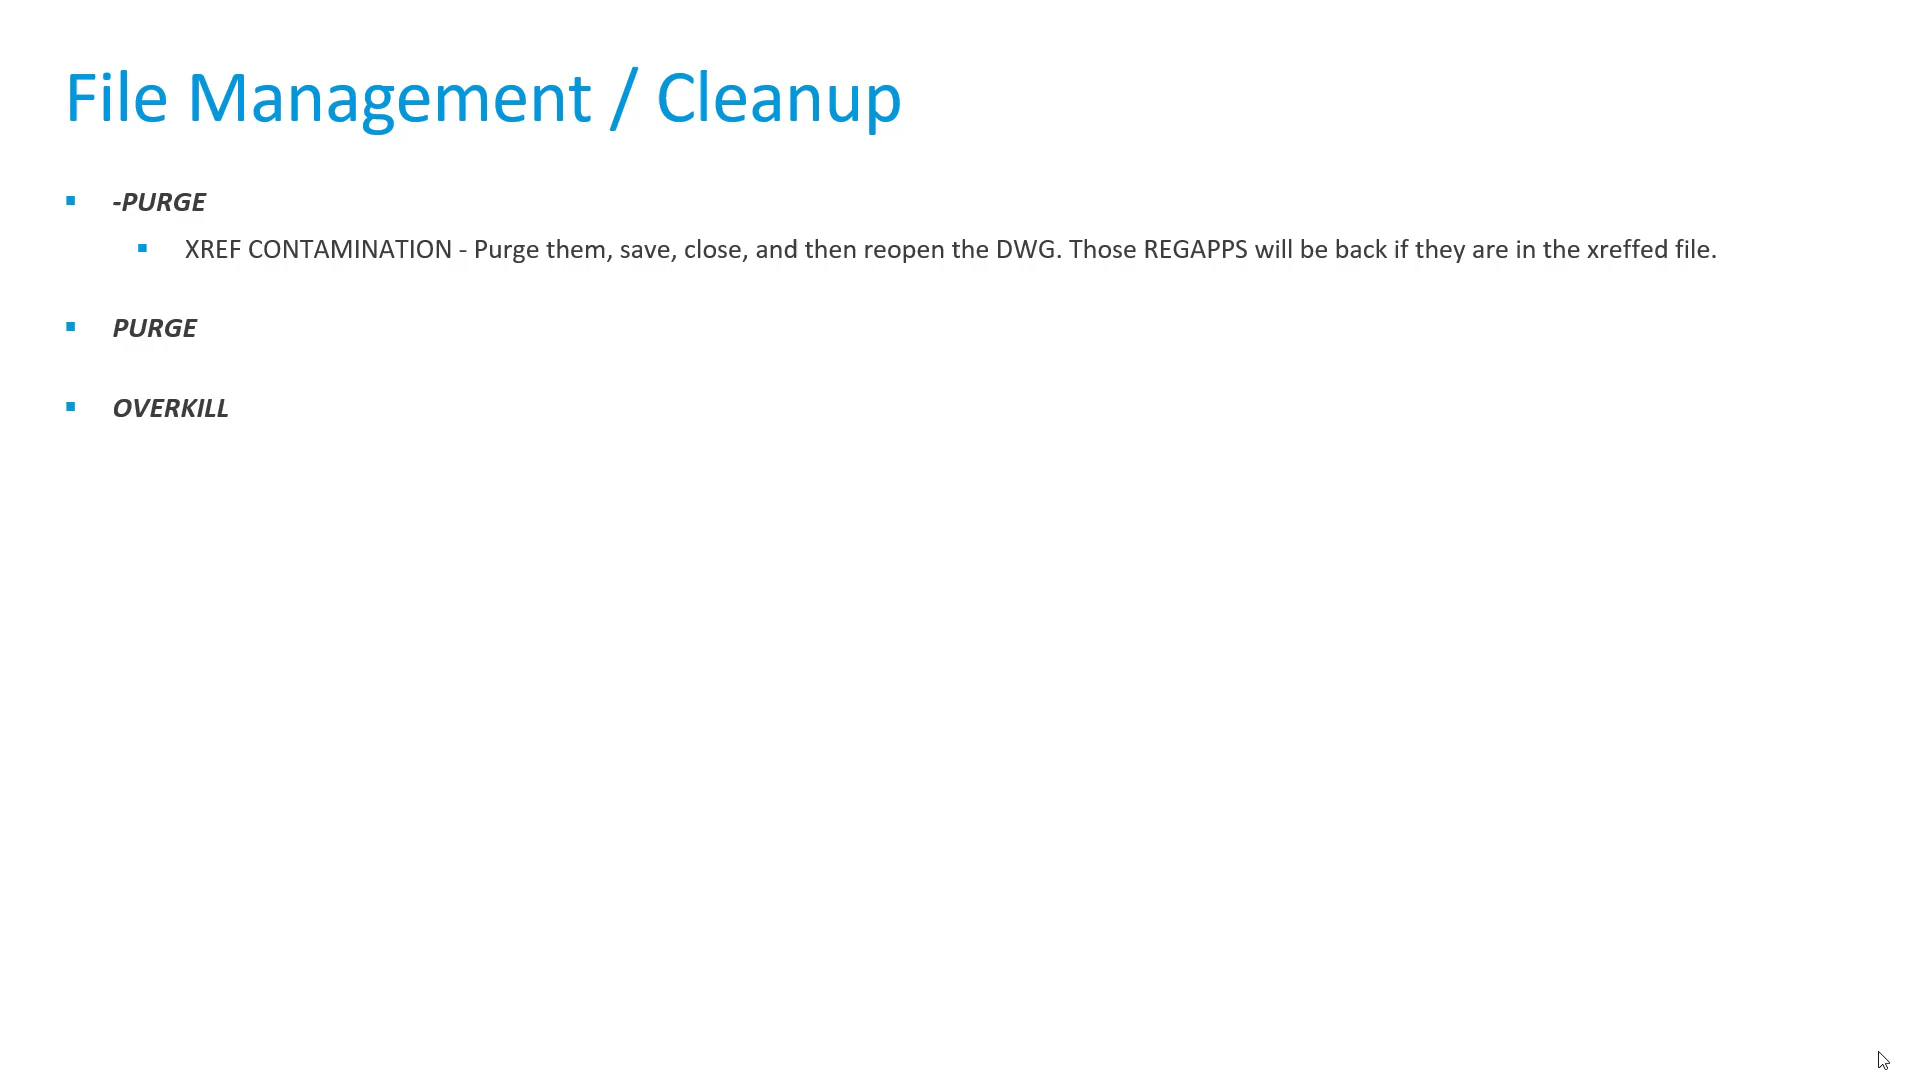 File Management / Cleanup
-PURGE
XREF CONTAMINATION - Purge them, save, close, and then reopen the DWG. Those REGAPPS will be back if they are in the xreffed file.
PURGE
OVERKILL